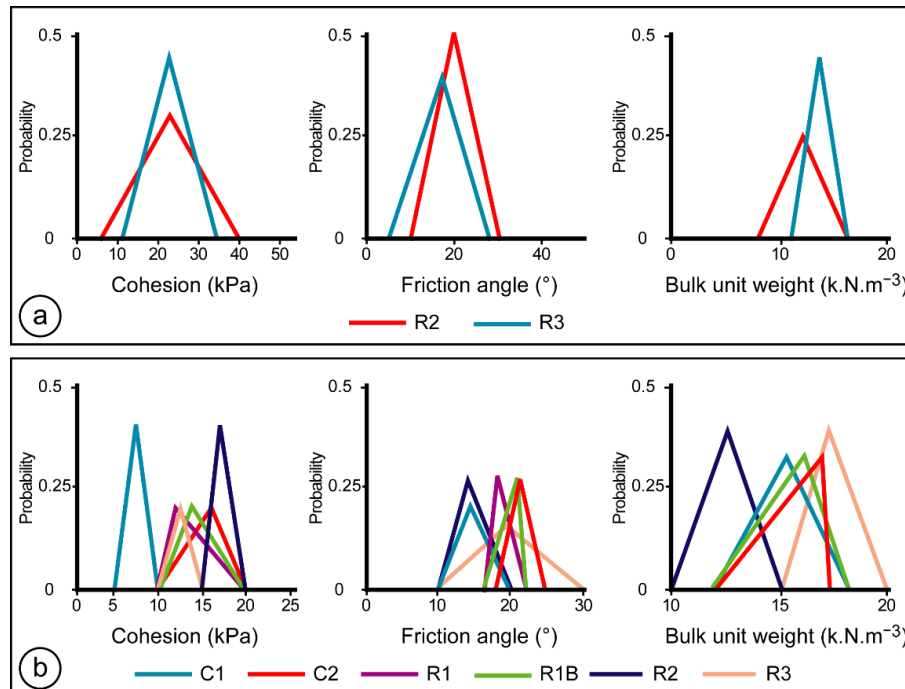 0.5 0.5 0.5
Probability Probability Probability
0.25 0.25 0.25
0 0 0
0 10 20 30 40 50 0 20 40 0 10 20
Cohesion (kPa) Friction angle (°) Bulk unit weight (k.N.m⁻³)
a
R2 R3
0.5 0.5 0.5
Probability Probability Probability
0.25 0.25 0.25
0 0 0
0 5 10 15 20 25 0 10 20 30 10 15 20
Cohesion (kPa) Friction angle (°) Bulk unit weight (k.N.m⁻³)
b
C1 C2 R1 R1B R2 R3